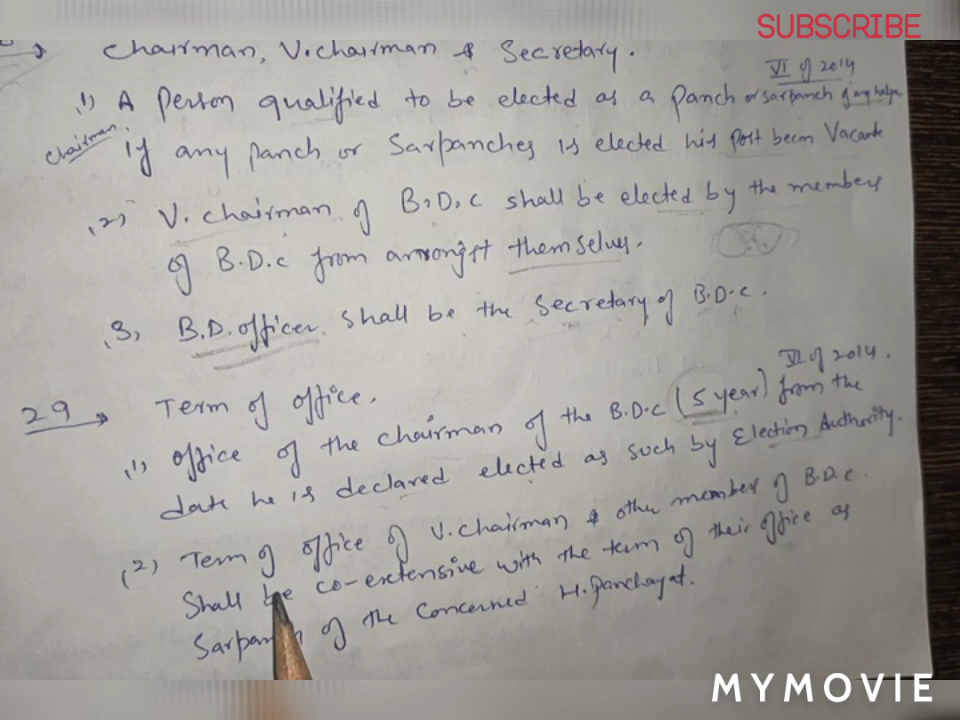 SUBSCRIBE
Chairman, V.chairman & Secretary.
VI of 2014
(1) A Person qualified to be elected as a Panch or sarpanch of any halqa
chairman.
If any panch or Sarpanches is elected his Post becm Vacante
(2) V. Chairman of B.D.C shall be elected by the members
of B.D.C from amongst themselves.
(3) B.D. officer shall be the Secretary of B.D.C.
VI of 2014.
29 → Term of office.
(1) Office of the Chairman of the B.D.C (5 year) from the
date he is declared elected as such by Election Authority.
(2) Term of office of V.Chairman & other member of B.D.C.
Shall be co-extensive with the term of their office as
Sarpanch of the Concerned H.Panchayat.
MYMOVIE